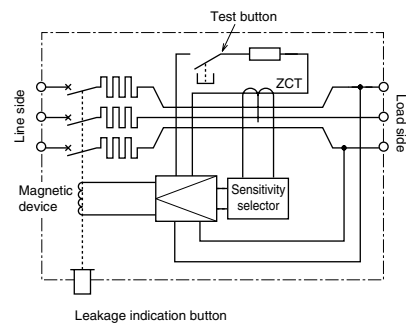 Test button
ZCT
Line side
Load side
Magnetic
device
Sensitivity
selector
Leakage indication button